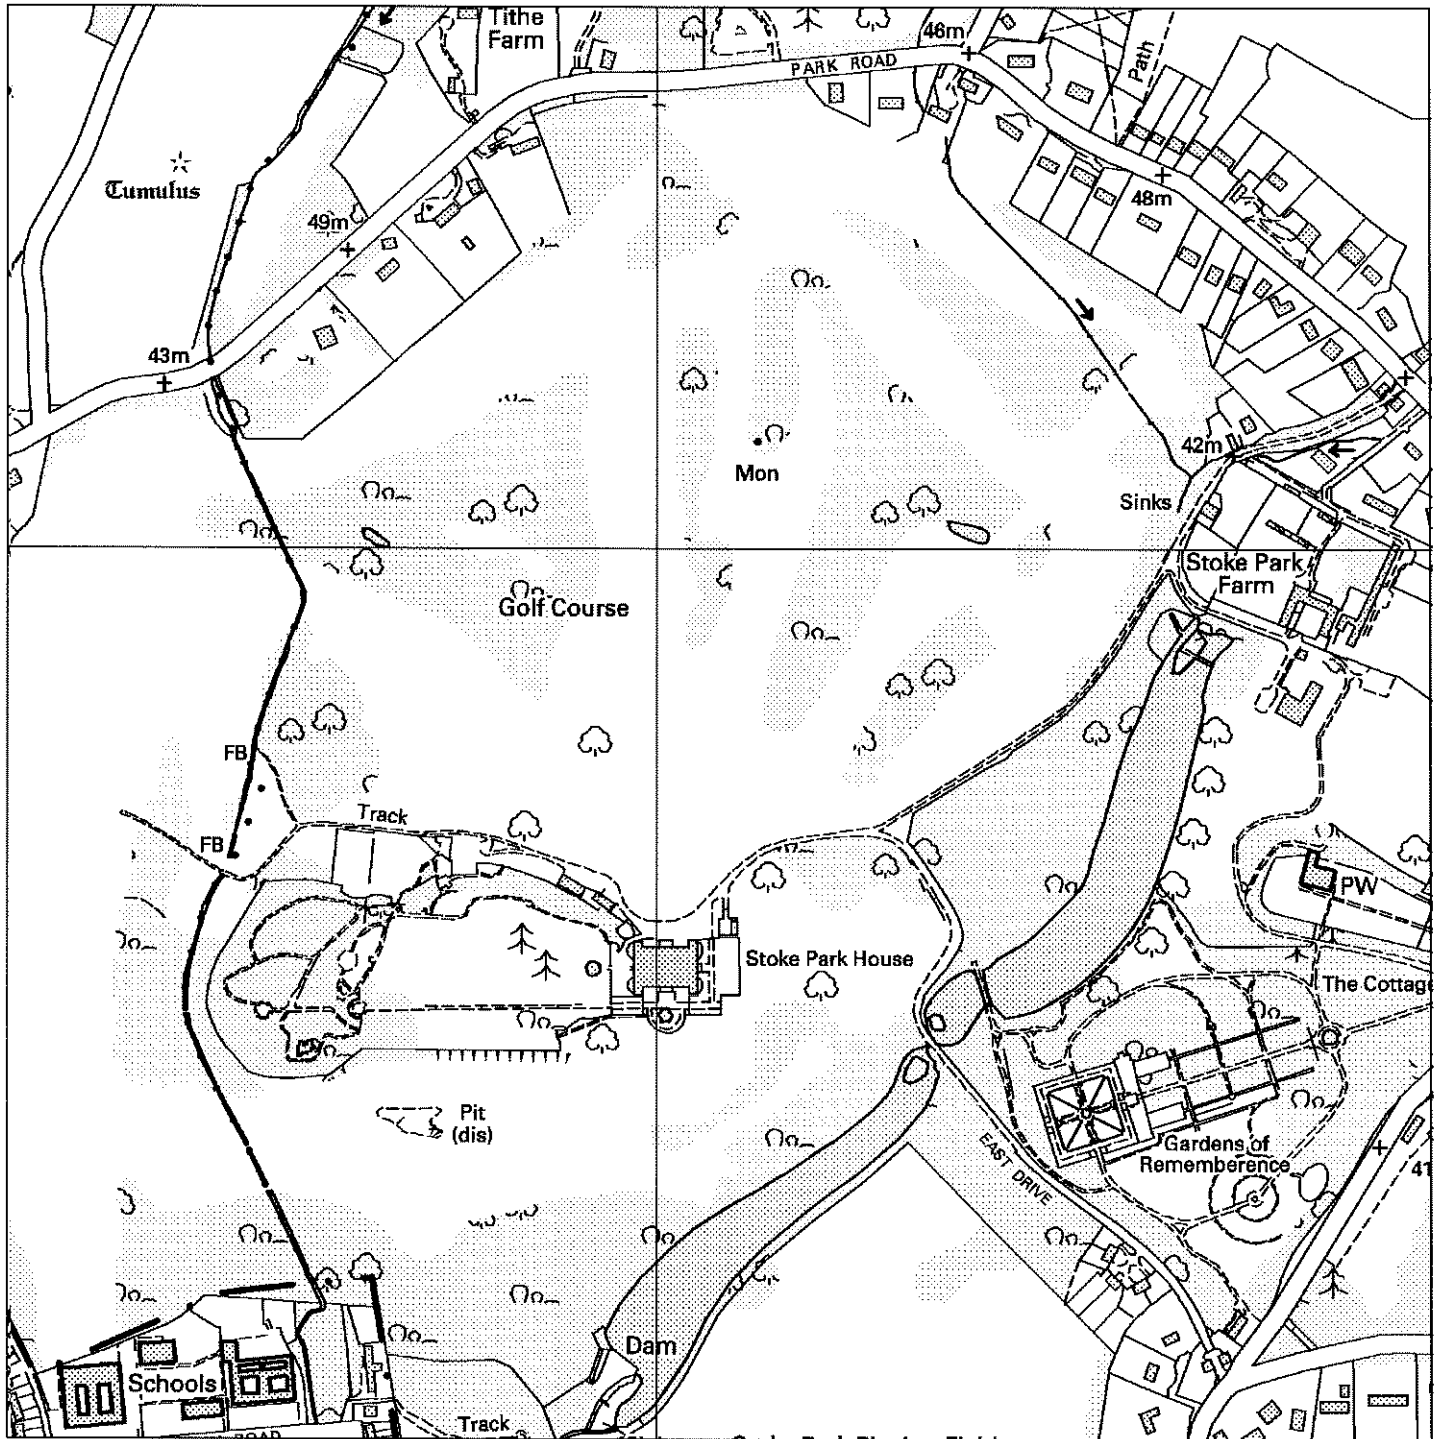 Tithe
Farm
46m
PARK ROAD
Path
Tumulus
49m
48m
43m
42m
Mon
Sinks
Stoke Park
Farm
Golf Course
FB
Track
FB
PW
Stoke Park House
The Cottage
Pit
(dis)
Gardens of
Rememberence
EAST DRIVE
41
Dam
Schools
Track
ROAD